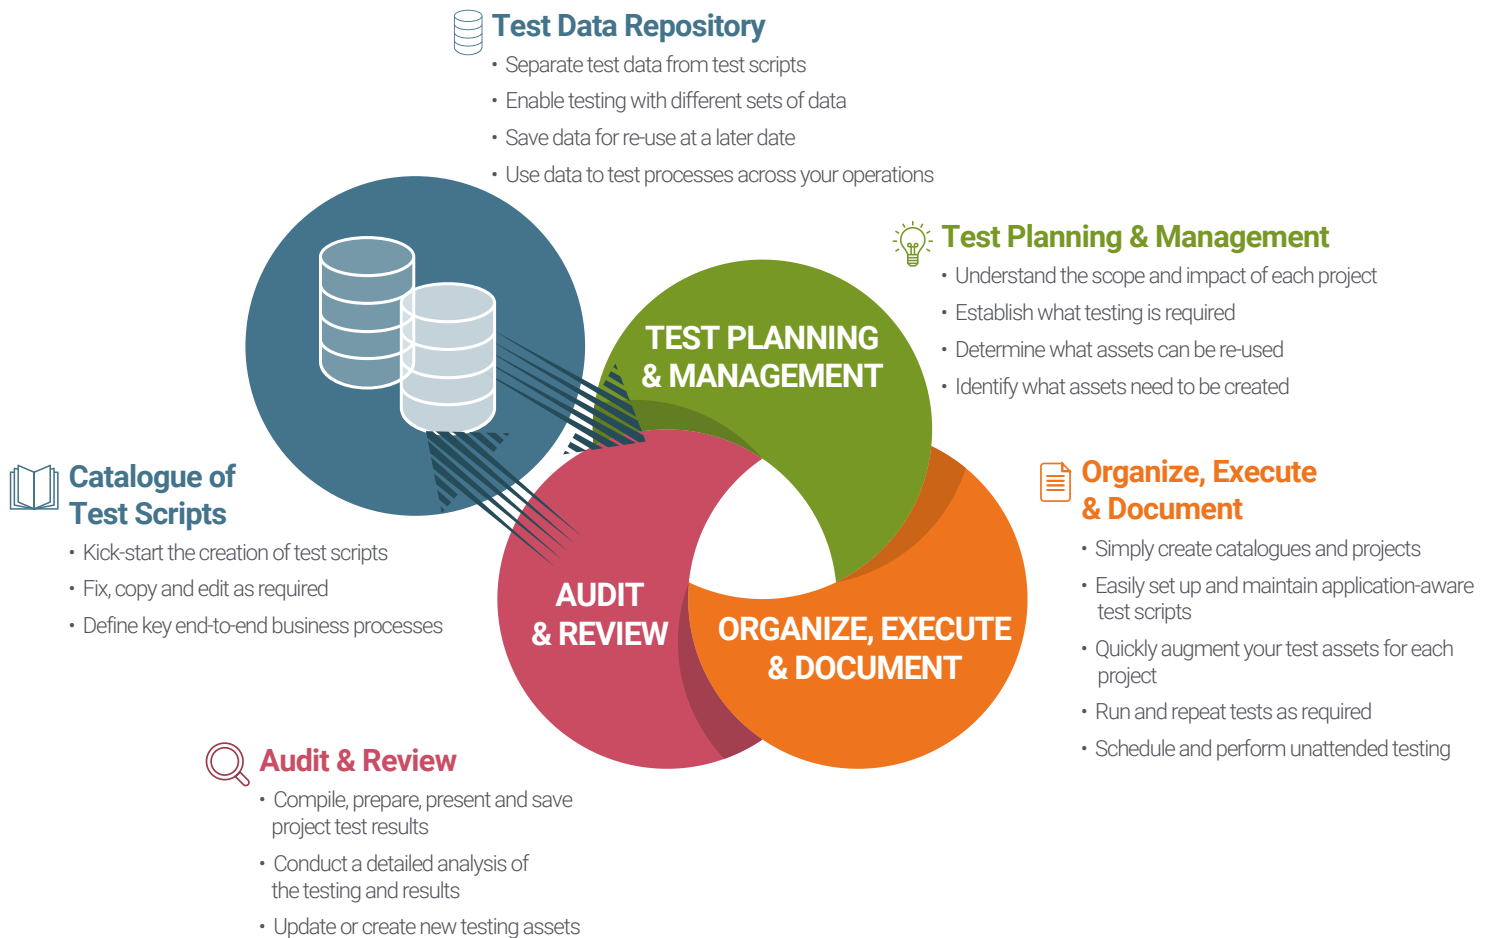 Test Data Repository
• Separate test data from test scripts
• Enable testing with different sets of data
• Save data for re-use at a later date
• Use data to test processes across your operations
Test Planning & Management
• Understand the scope and impact of each project
• Establish what testing is required
• Determine what assets can be re-used
• Identify what assets need to be created
TEST PLANNING
& MANAGEMENT
Catalogue of
Test Scripts
• Kick-start the creation of test scripts
• Fix, copy and edit as required
• Define key end-to-end business processes
Organize, Execute
& Document
• Simply create catalogues and projects
• Easily set up and maintain application-aware
test scripts
• Quickly augment your test assets for each
project
• Run and repeat tests as required
• Schedule and perform unattended testing
AUDIT
& REVIEW
ORGANIZE, EXECUTE
& DOCUMENT
Audit & Review
• Compile, prepare, present and save
project test results
• Conduct a detailed analysis of
the testing and results
• Update or create new testing assets